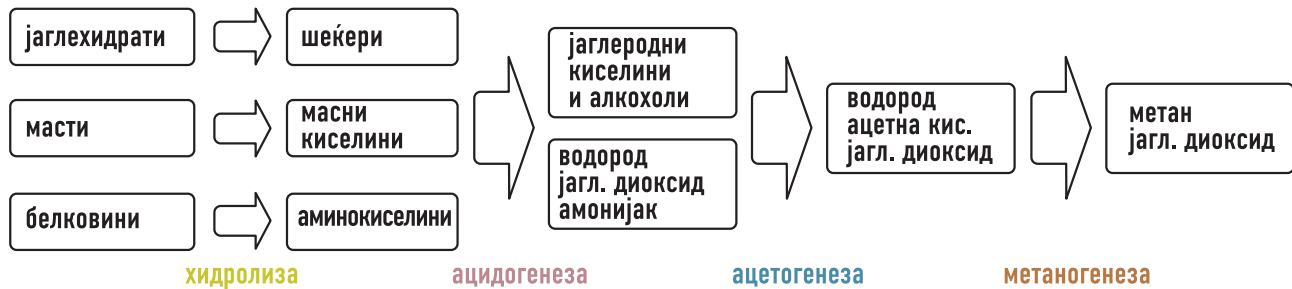 јаглехидрати
шеќери
масти
масни
киселини
белковини
аминокиселини
јаглеродни
киселини
и алкохоли
водород
јагл. диоксид
амонијак
водород
ацетна кис.
јагл. диоксид
метан
јагл. диоксид
хидролиза
ацидогенеза
ацетогенеза
метаногенеза